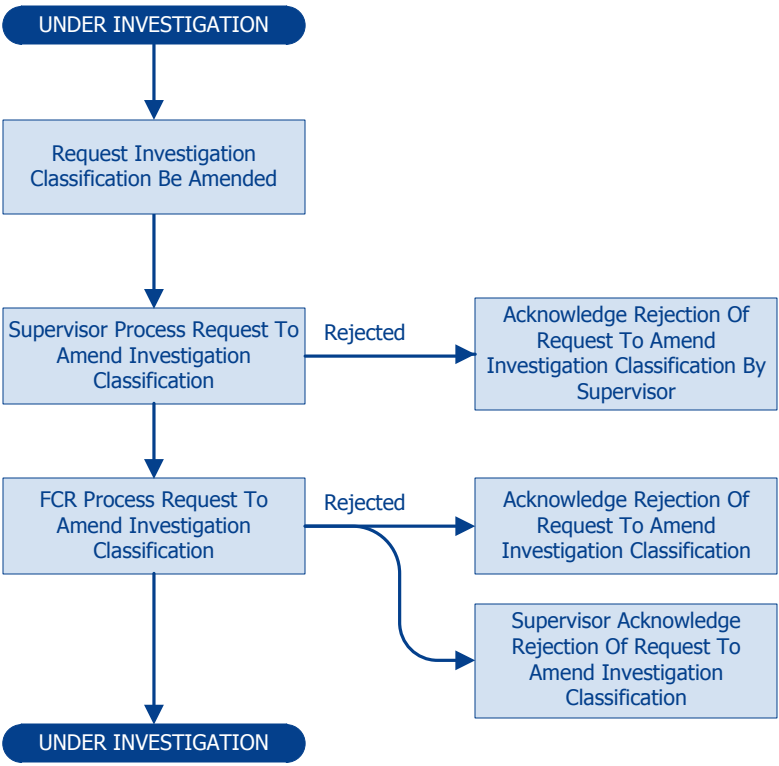 UNDER INVESTIGATION
Request Investigation
Classification Be Amended
Supervisor Process Request To
Amend Investigation
Classification
Rejected
Acknowledge Rejection Of
Request To Amend
Investigation Classification By
Supervisor
FCR Process Request To
Amend Investigation
Classification
Rejected
Acknowledge Rejection Of
Request To Amend
Investigation Classification
Supervisor Acknowledge
Rejection Of Request To
Amend Investigation
Classification
UNDER INVESTIGATION